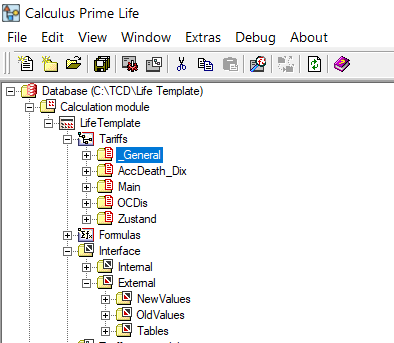 Calculus Prime Life
File Edit View Window Extras Debug About
Database (C:\TCD\Life Template)
Calculation module
LifeTemplate
Tariffs
_General
AccDeath_Dix
Main
OCDis
Zustand
Formulas
Interface
Internal
External
NewValues
OldValues
Tables